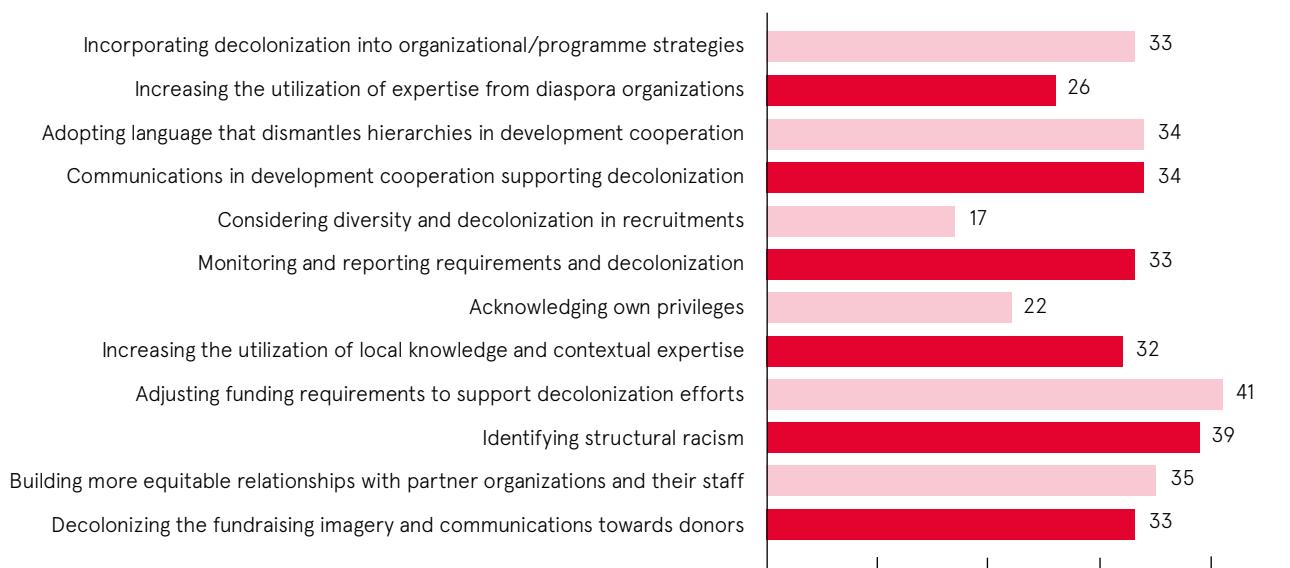 Incorporating decolonization into organizational/programme strategies 33
Increasing the utilization of expertise from diaspora organizations 26
Adopting language that dismantles hierarchies in development cooperation 34
Communications in development cooperation supporting decolonization 34
Considering diversity and decolonization in recruitments 17
Monitoring and reporting requirements and decolonization 33
Acknowledging own privileges 22
Increasing the utilization of local knowledge and contextual expertise 32
Adjusting funding requirements to support decolonization efforts 41
Identifying structural racism 39
Building more equitable relationships with partner organizations and their staff 35
Decolonizing the fundraising imagery and communications towards donors 33